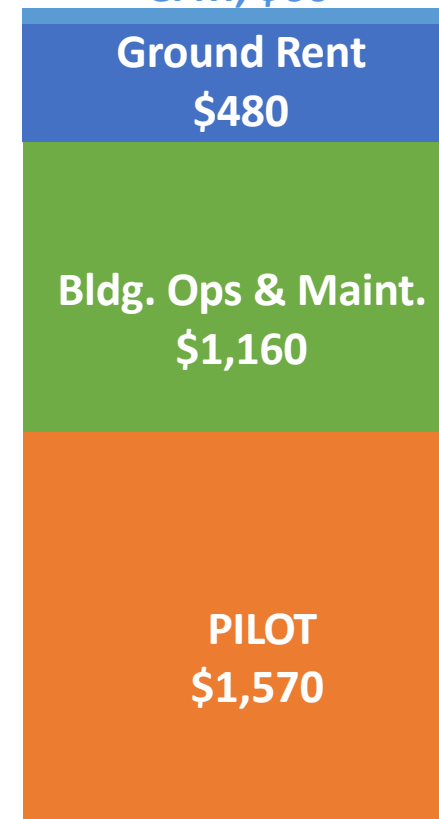 Ground Rent
$480
Bldg. Ops & Maint.
$1,160
PILOT
$1,570